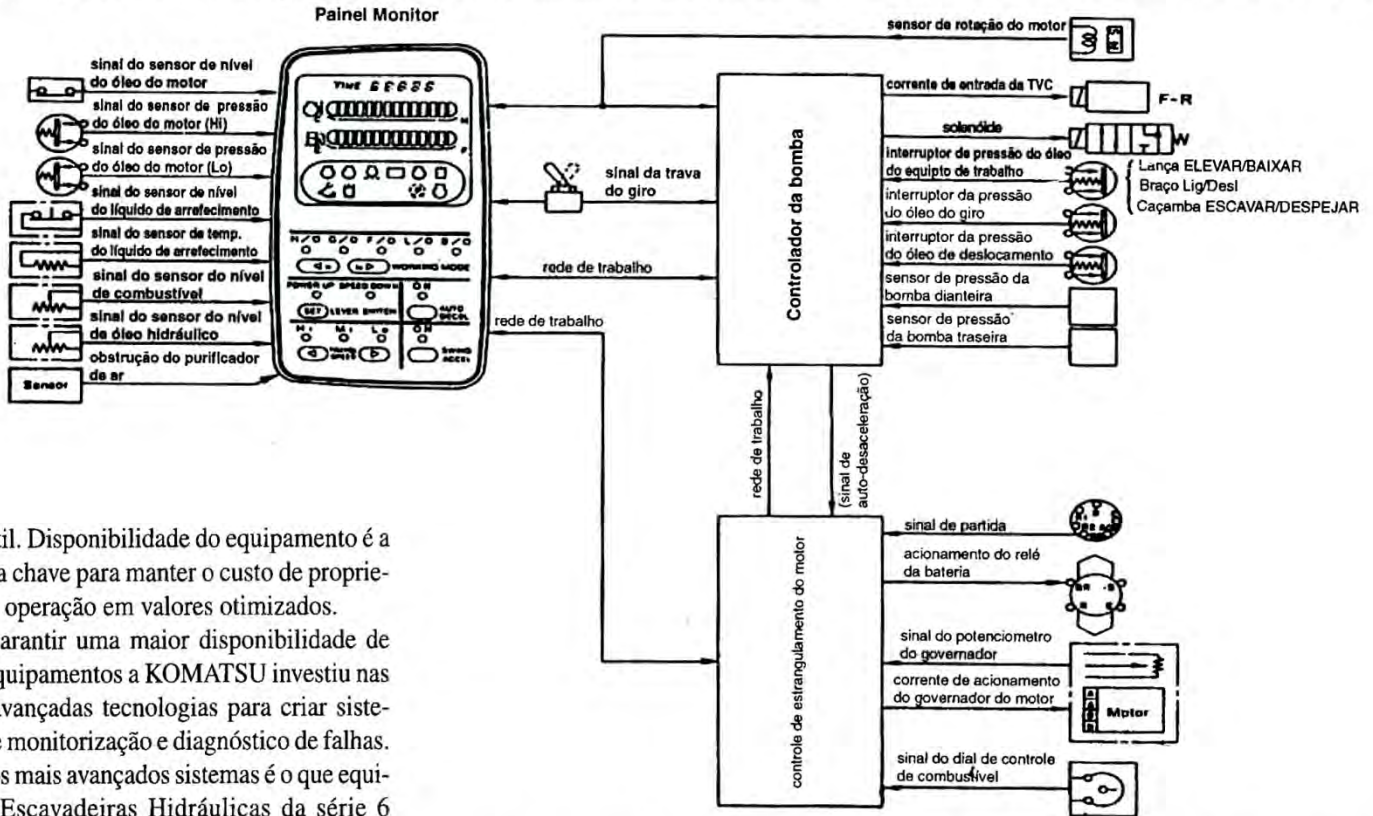 Painel Monitor
sinal do sensor de nível
do óleo do motor
sinal do sensor de pressão
do óleo do motor (Hi)
sinal do sensor de pressão
do óleo do motor (Lo)
sinal do sensor de nível
do líquido de arrefecimento
sinal do sensor de temp.
do líquido de arrefecimento
sinal do sensor do nível
de combustível
sinal do sensor do nível
de óleo hidráulico
obstrução do purificador
de ar
Sensor
TIME
H/O G/O F/O L/O B/O
WORKING MODE
POWER UP SPEED DOWN ON
SET LEVER SWITCH
AUTO
DECEL
Hi Mi Lo ON
SPEED
SWING
ACCEL
sinal da trava
do giro
rede de trabalho
rede de trabalho
Controlador da bomba
sensor de rotação do motor
corrente de entrada da TVC
F-R
solenóide
interruptor de pressão do óleo
do equipto de trabalho
Lança ELEVAR/BAIXAR
Braço Lig/Desl
Caçamba ESCAVAR/DESPEJAR
interruptor da pressão
do óleo do giro
interruptor da pressão
do óleo de deslocamento
sensor de pressão da
bomba dianteira
sensor de pressão
da bomba traseira
rede de trabalho
(sinal de
auto-desaceleração)
controle de estrangulamento do motor
sinal de partida
acionamento do relé
da bateria
sinal do potenciometro
do governador
corrente de acionamento
do governador do motor
Motor
sinal do dial de controle
de combustível
til. Disponibilidade do equipamento é a
a chave para manter o custo de proprie-
operação em valores otimizados.
arantir uma maior disponibilidade de
quipamentos a KOMATSU investiu nas
vançadas tecnologias para criar siste-
e monitorização e diagnóstico de falhas.
os mais avançados sistemas é o que equi-
Escavadeiras Hidráulicas da série 6